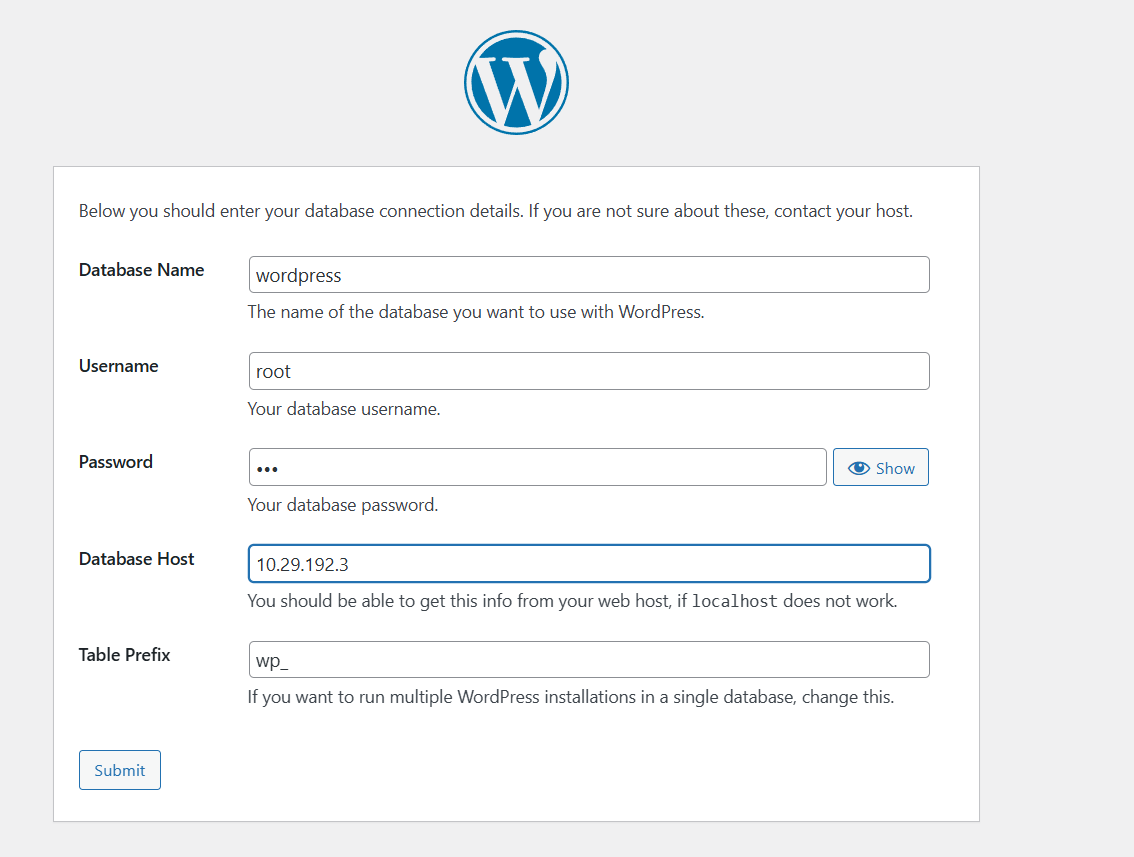 Below you should enter your database connection details. If you are not sure about these, contact your host.
Database Name
wordpress
The name of the database you want to use with WordPress.
Username
root
Your database username.
Password
•••
Show
Your database password.
Database Host
10.29.192.3
You should be able to get this info from your web host, if localhost does not work.
Table Prefix
wp_
If you want to run multiple WordPress installations in a single database, change this.
Submit